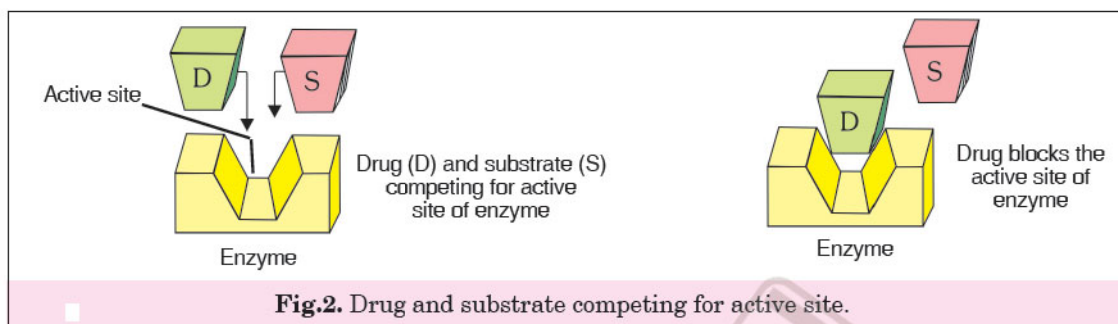 D
S
Active site
Drug (D) and substrate (S)
competing for active
site of enzyme
Enzyme
D
S
Drug blocks the
active site of
enzyme
Enzyme
Fig.2. Drug and substrate competing for active site.